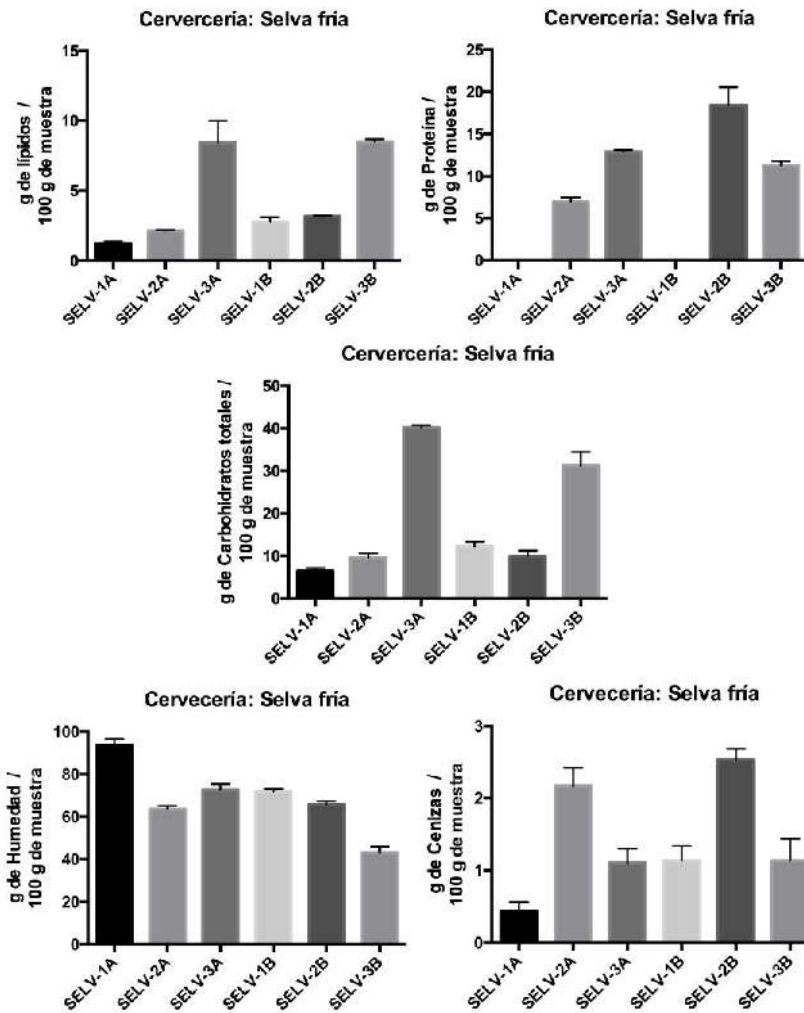 Cervercería: Selva fría
g de lípidos /
100 g de muestra
15
10
5
0
SELV-1A
SELV-2A
SELV-3A
SELV-1B
SELV-2B
SELV-3B
Cervercería: Selva fría
g de Proteína /
100 g de muestra
25
20
15
10
5
0
SELV-1A
SELV-2A
SELV-3A
SELV-1B
SELV-2B
SELV-3B
Cervercería: Selva fría
g de Carbohidratos totales /
100 g de muestra
50
40
30
20
10
0
SELV-1A
SELV-2A
SELV-3A
SELV-1B
SELV-2B
SELV-3B
Cervecería: Selva fría
g de Humedad /
100 g de muestra
100
80
60
40
20
0
SELV-1A
SELV-2A
SELV-3A
SELV-1B
SELV-2B
SELV-3B
Cervecería: Selva fría
g de Cenizas /
100 g de muestra
3
2
1
0
SELV-1A
SELV-2A
SELV-3A
SELV-1B
SELV-2B
SELV-3B